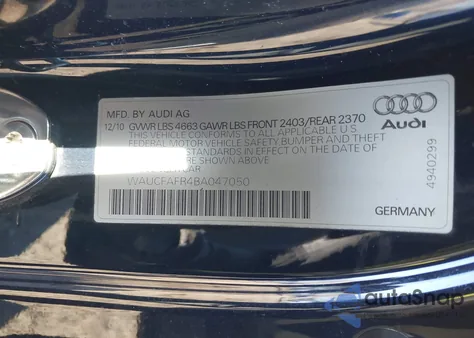 MFD. BY AUDI AG
12/10 GVWR LBS 4663 GAWR LBS FRONT 2403/REAR 2370
THIS VEHICLE CONFORMS TO ALL APPLICABLE U.S.
FEDERAL MOTOR VEHICLE SAFETY BUMPER AND THEFT
STANDARDS IN EFFECT ON THE DATE OF
SHOWN ABOVE
CAR
WAUCFAFR4BA047050
Audi
4940299
GERMANY
autoSnap